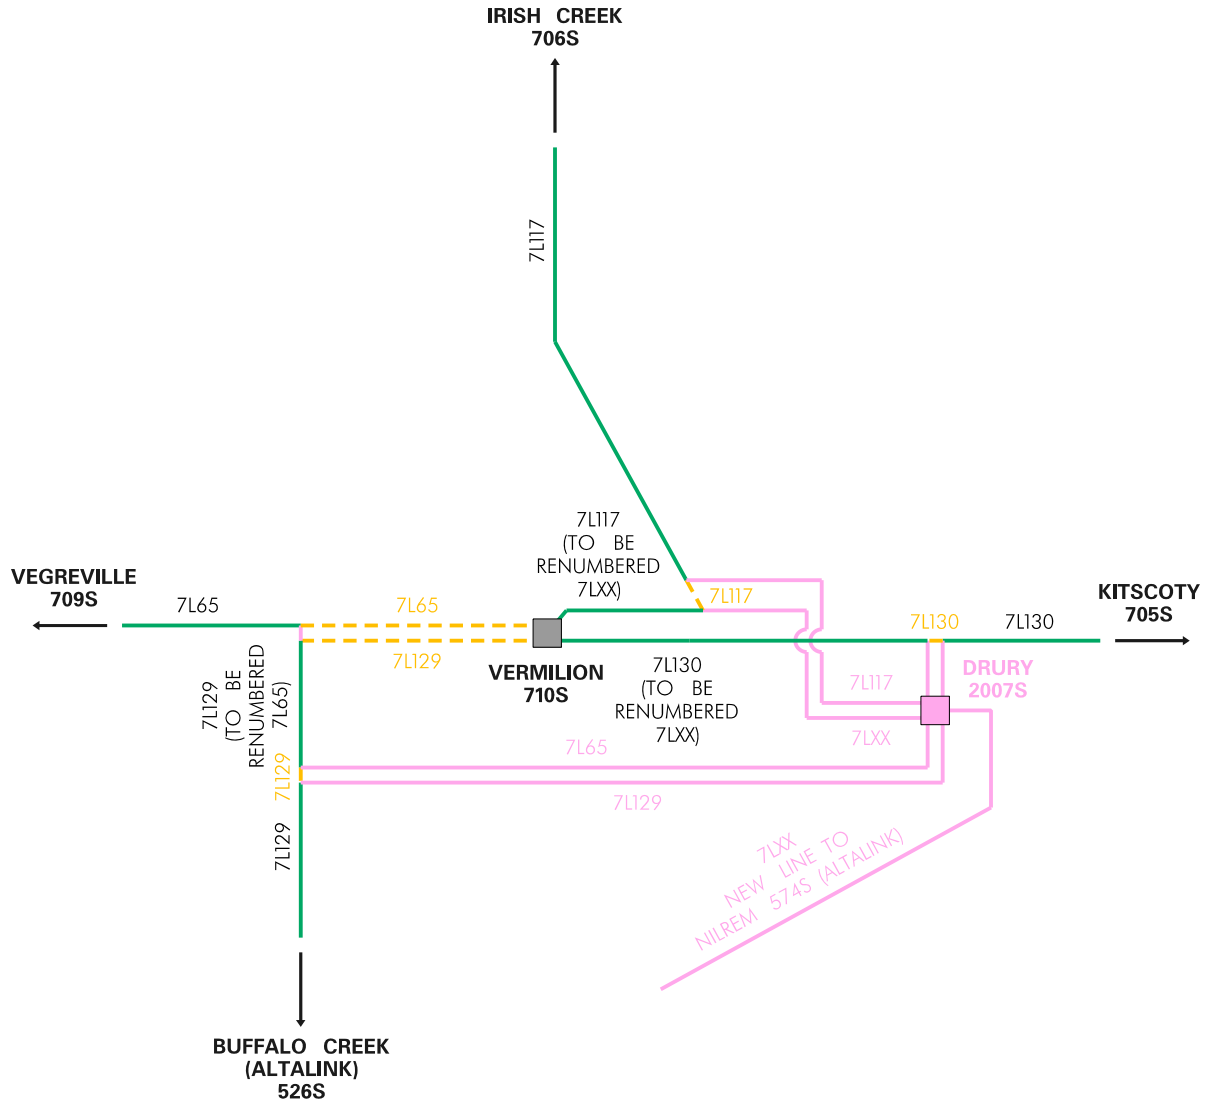 IRISH CREEK
706S
7L117
7L117
(TO BE
RENUMBERED
7LXX)
VEGREVILLE
709S
7L65
7L65
7L117
KITSCOTY
705S
7L130
7L130
7L129
VERMILION
710S
7L130
(TO BE
RENUMBERED
7LXX)
DRURY
2007S
7L129
(TO BE
RENUMBERED
7L65)
7L117
7LXX
7L65
7L129
7L129
7L129
7LXX
NEW LINE TO
NILREM 574S (ALTALINK)
BUFFALO CREEK
(ALTALINK)
526S